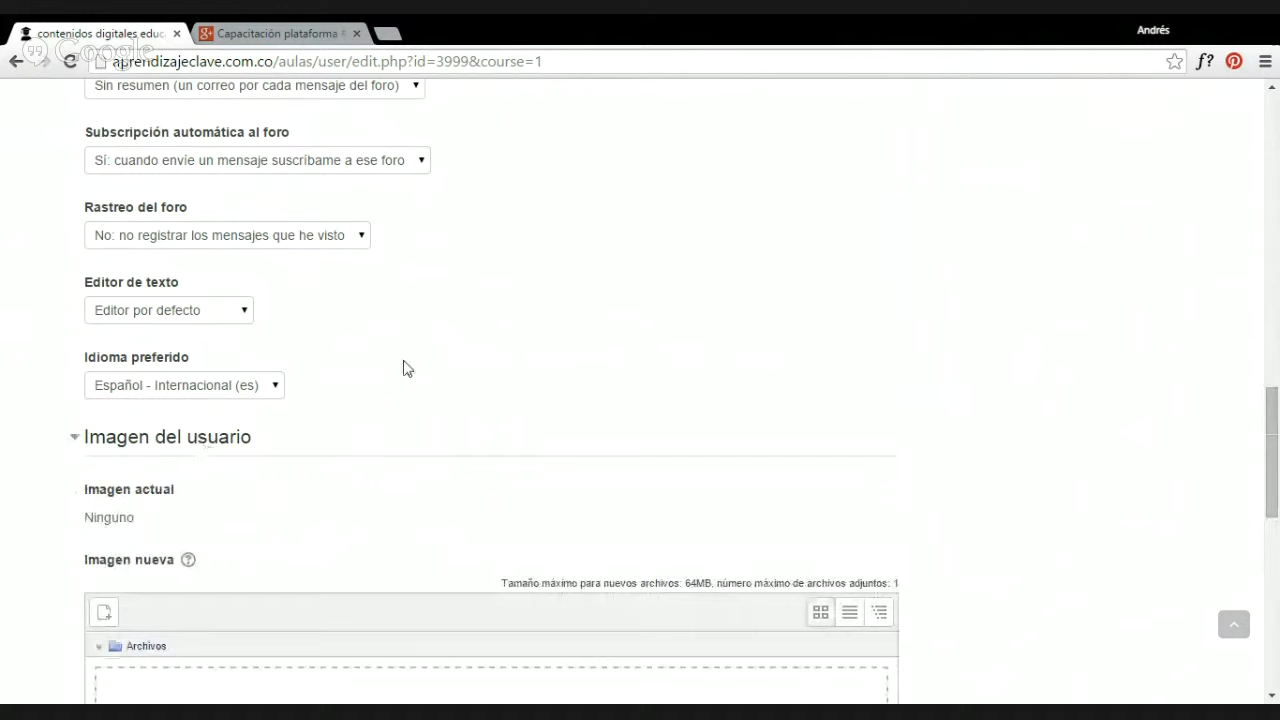 contenidos digitales educ
Capacitación plataforma
Andrés
Google
aprendizajeclave.com.co/aulas/user/edit.php?id=3999&course=1
f?
Sin resumen (un correo por cada mensaje del foro)
Subscripción automática al foro
Sí: cuando envíe un mensaje suscríbame a ese foro
Rastreo del foro
No: no registrar los mensajes que he visto
Editor de texto
Editor por defecto
Idioma preferido
Español - Internacional (es)
Imagen del usuario
Imagen actual
Ninguno
Imagen nueva
Tamaño máximo para nuevos archivos: 64MB, número máximo de archivos adjuntos: 1
Archivos